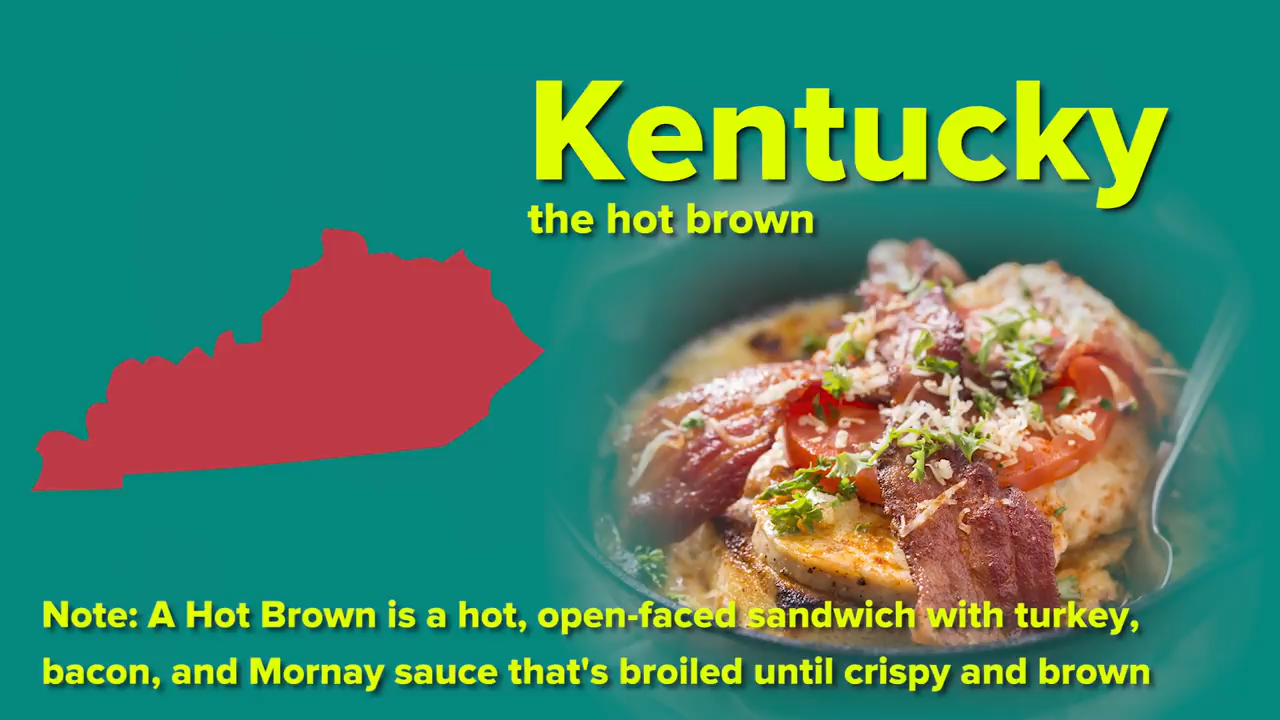 Kentucky
the hot brown
Note: A Hot Brown is a hot, open-faced sandwich with turkey,
bacon, and Mornay sauce that's broiled until crispy and brown